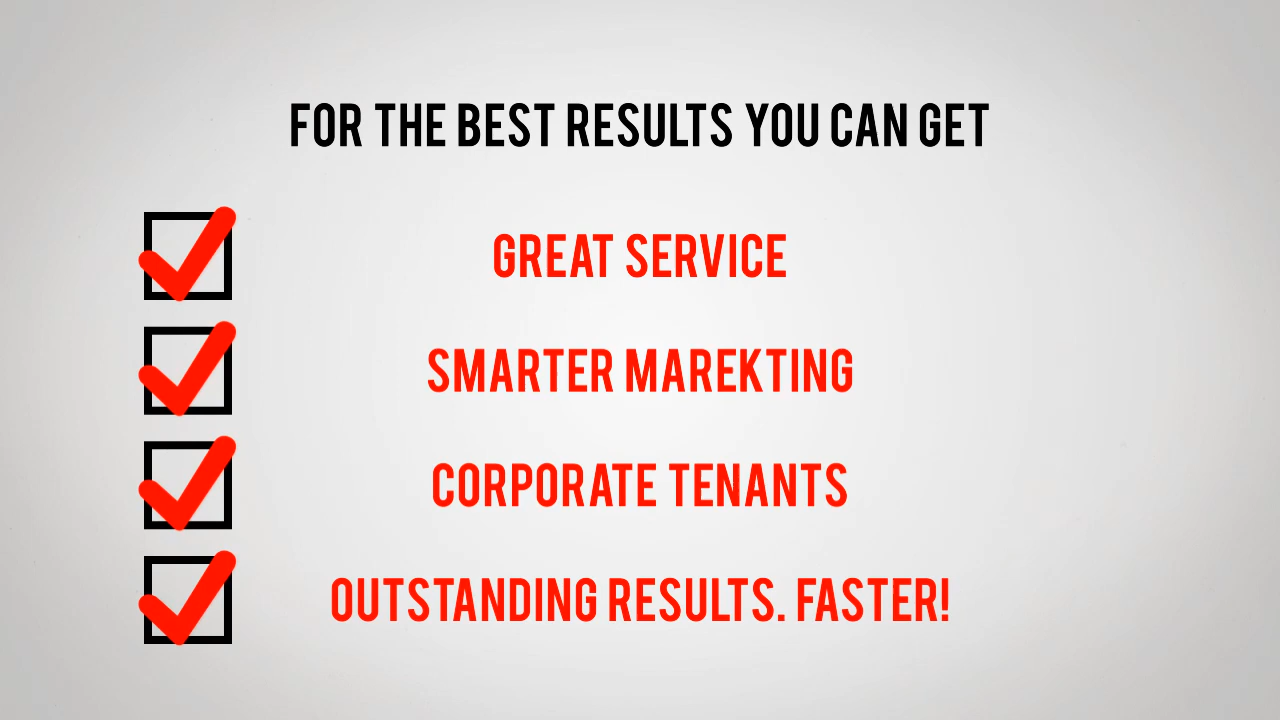 FOR THE BEST RESULTS YOU CAN GET
GREAT SERVICE
SMARTER MAREKTING
CORPORATE TENANTS
OUTSTANDING RESULTS. FASTER!